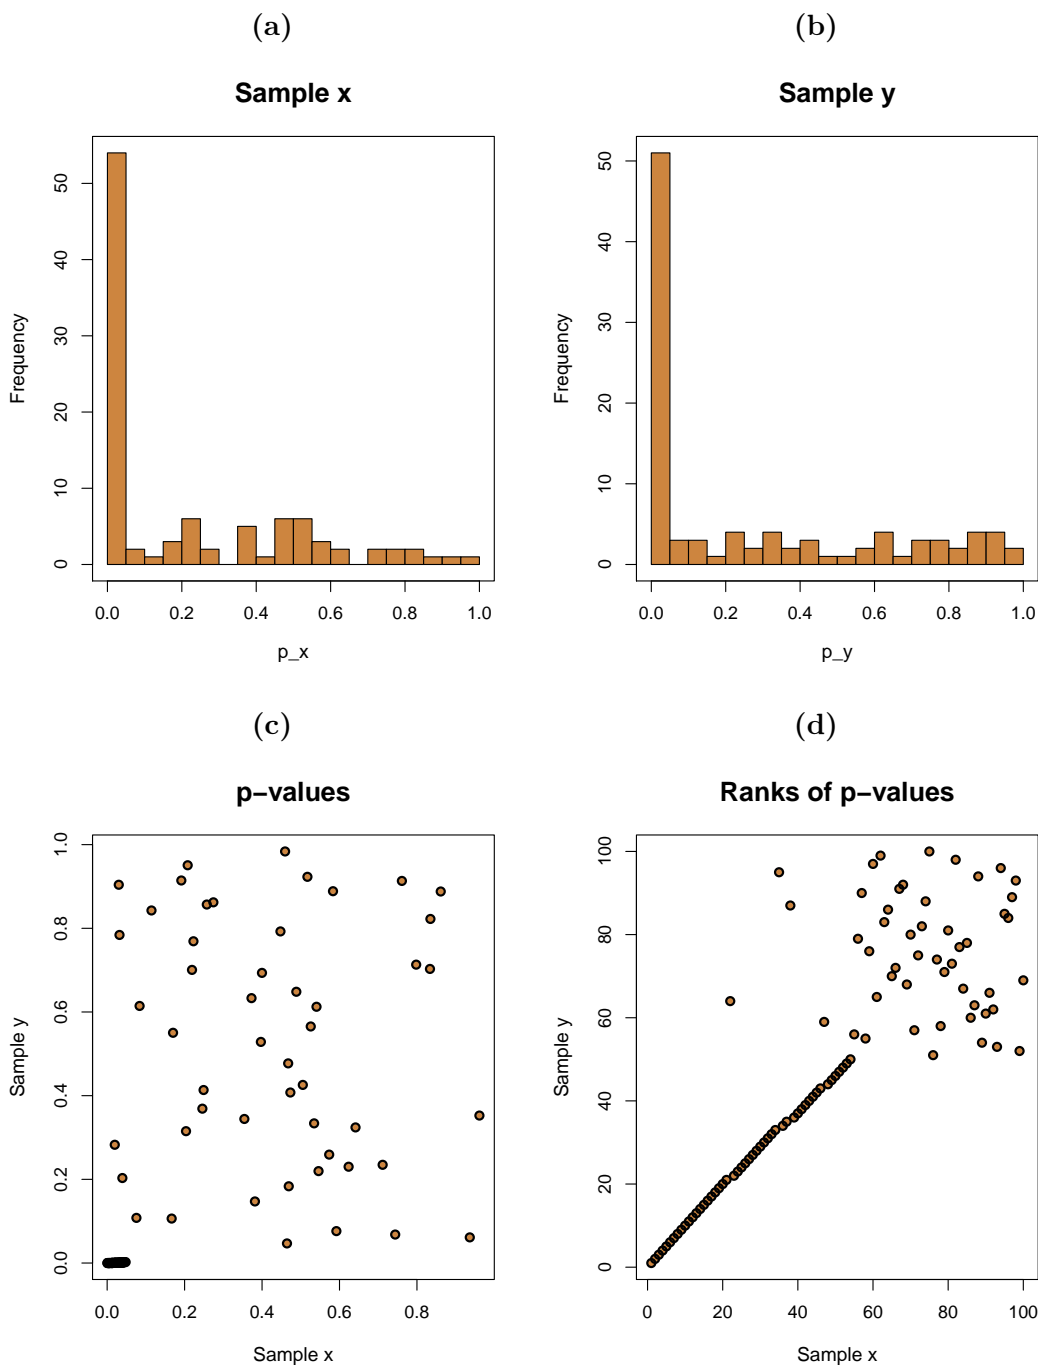 (a)
Sample x
Frequency
50
40
30
20
10
0
0.0 0.2 0.4 0.6 0.8 1.0
p_x
(b)
Sample y
Frequency
50
40
30
20
10
0
0.0 0.2 0.4 0.6 0.8 1.0
p_y
(c)
p−values
Sample y
1.0
0.8
0.6
0.4
0.2
0.0
0.0 0.2 0.4 0.6 0.8
Sample x
(d)
Ranks of p−values
Sample y
100
80
60
40
20
0
0 20 40 60 80 100
Sample x